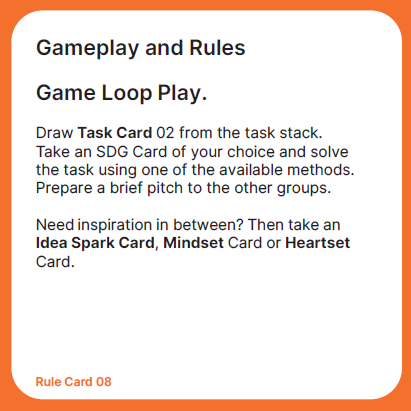 Gameplay and Rules
Game Loop Play.
Draw Task Card 02 from the task stack.
Take an SDG Card of your choice and solve
the task using one of the available methods.
Prepare a brief pitch to the other groups.
Need inspiration in between? Then take an
Idea Spark Card, Mindset Card or Heartset
Card.
Rule Card 08